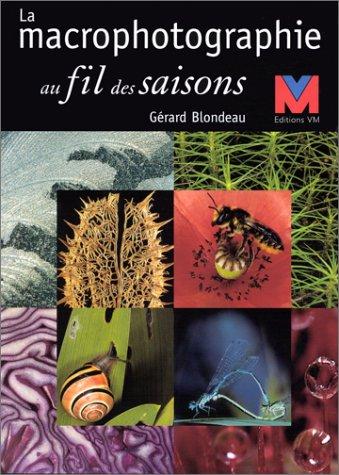 La
macrophotographie
au fil des saisons
Gérard Blondeau
VM
Editions VM